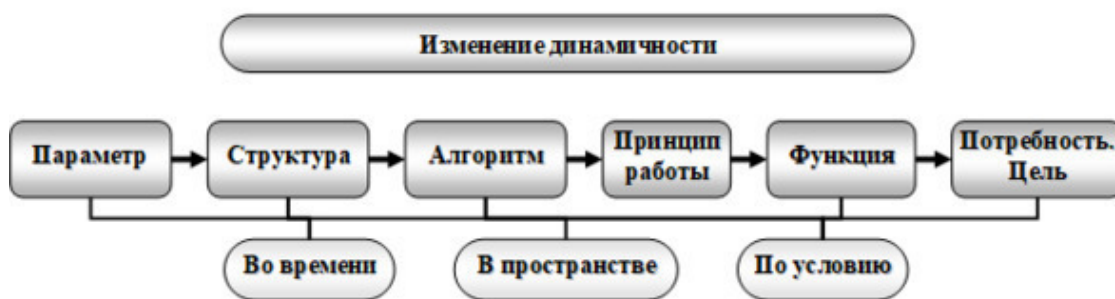 Изменение динамичности
Параметр
Структура
Алгоритм
Принцип
работы
Функция
Потребность.
Цель
Во времени
В пространстве
По условию